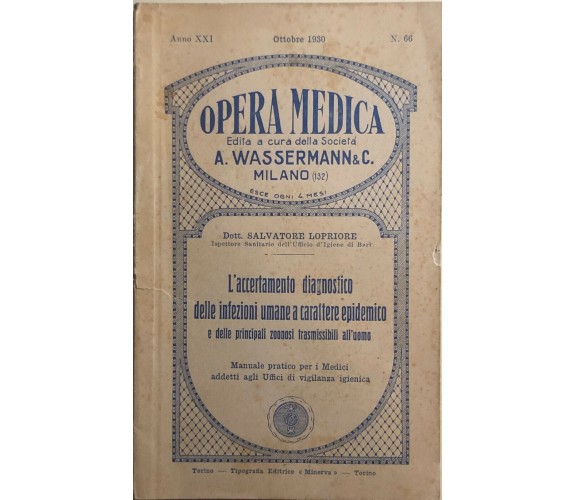 Anno XXI Ottobre 1930 N. 66
OPERA MEDICA
Edita a cura della Società
A. WASSERMANN & C.
MILANO (132)
ESCE OGNI 4 MESI
Dott. SALVATORE LOPRIORE
Ispettore Sanitario dell'Ufficio d'Igiene di Bari
L'accertamento diagnostico
delle infezioni umane a carattere epidemico
e delle principali zoonosi trasmissibili all'uomo
Manuale pratico per i Medici
addetti agli Uffici di vigilanza igienica
Torino — Tipografia Editrice « Minerva » — Torino